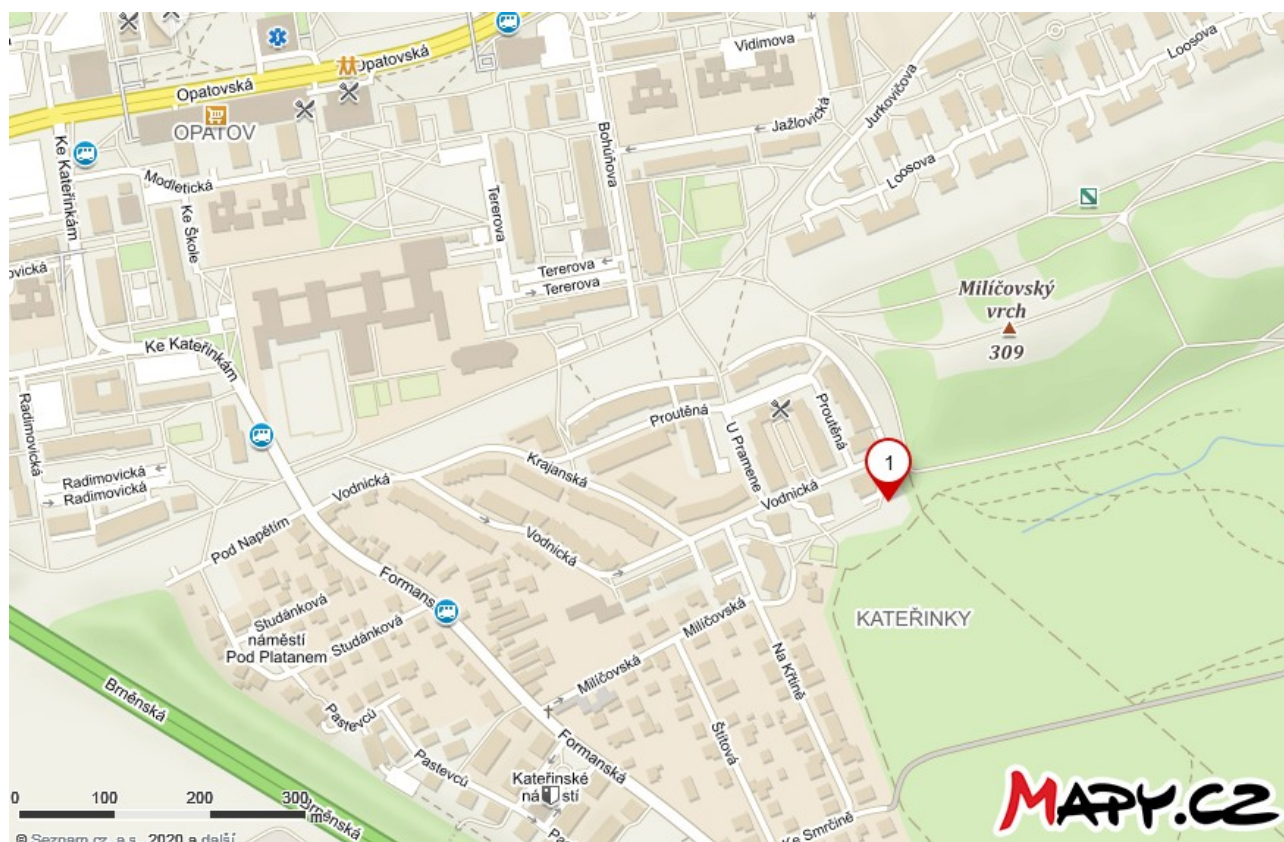 Vidimova
Loosova
Opatovská
Opatovská
OPATOV
Jurkovičova
Jažlovická
Bohúňova
Ke Kateřinkám
Modletická
Ke Škole
Tererova
Loosova
Tererova
Tererova
Milíčovský
vrch
309
Ke Kateřinkám
Radimovická
Proutěná
Proutěná
U Pramene
Krajanská
1
Radimovická
Radimovická
Vodnická
Vodnická
Pod Napětím
Vodnická
Studánková
náměstí
Pod Platanem
Studánková
Milíčovská
KATEŘINKY
Na Křtině
Milíčovská
Brněnská
Pastevců
Štítová
Formanská
Pastevců
Kateřinské
0 100 200 300 m
Brněnská
Ke Smrčině
MAPY.CZ
© Seznam.cz, a.s., 2020 a další